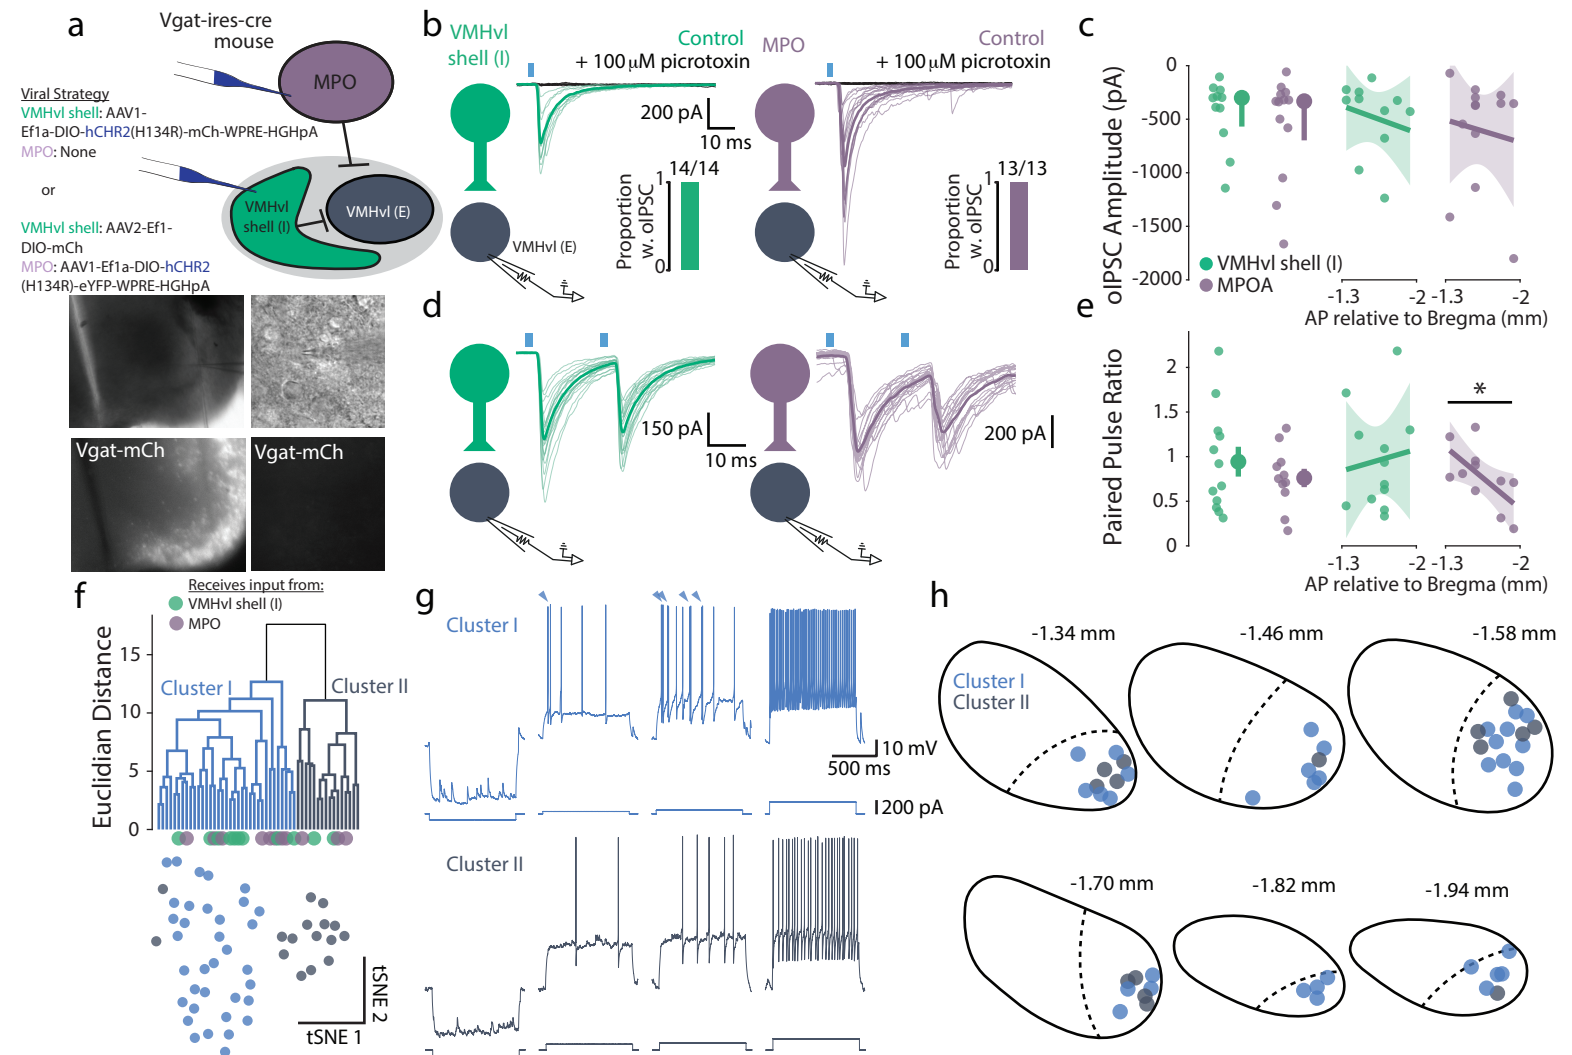 a
Vgat-ires-cre
mouse
MPO
Viral Strategy
VMHvl shell: AAV1-
Ef1a-DIO-hCHR2(H134R)-mCh-WPRE-HGHpA
MPO: None
or
VMHvl shell: AAV2-Ef1-
DIO-mCh
MPO: AAV1-Ef1a-DIO-hCHR2
(H134R)-eYFP-WPRE-HGHpA
VMHvl
shell (I)
VMHvl (E)
Vgat-mCh
Vgat-mCh
b
VMHvl
shell (I)
Control
+ 100 µM picrotoxin
200 pA
10 ms
14/14
1
Proportion
w. oIPSC
0
VMHvl (E)
MPO
Control
+ 100 µM picrotoxin
13/13
1
Proportion
w. oIPSC
0
c
oIPSC Amplitude (pA)
0
-500
-1000
-1500
-2000
VMHvl shell (I)
MPOA
-1.3
-2
-1.3
-2
AP relative to Bregma (mm)
d
150 pA
10 ms
200 pA
e
Paired Pulse Ratio
2
1.5
1
0.5
0
*
-1.3
-2
-1.3
-2
AP relative to Bregma (mm)
f
Receives input from:
VMHvl shell (I)
MPO
Euclidian Distance
15
10
5
0
Cluster I
Cluster II
tSNE 2
tSNE 1
g
Cluster I
10 mV
500 ms
200 pA
Cluster II
h
-1.34 mm
-1.46 mm
-1.58 mm
Cluster I
Cluster II
-1.70 mm
-1.82 mm
-1.94 mm